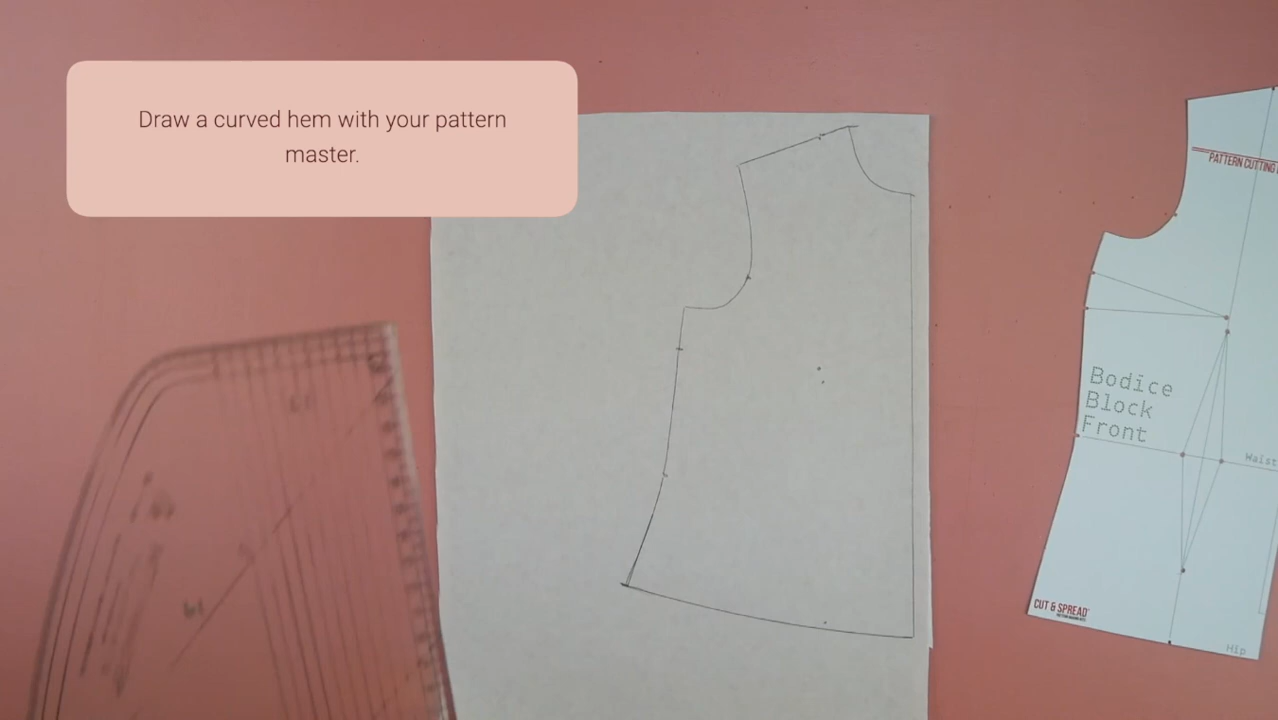 Draw a curved hem with your pattern
master.
PATTERN CUTTING
Bodice
Block
Front
Waist
CUT & SPREAD
Hip